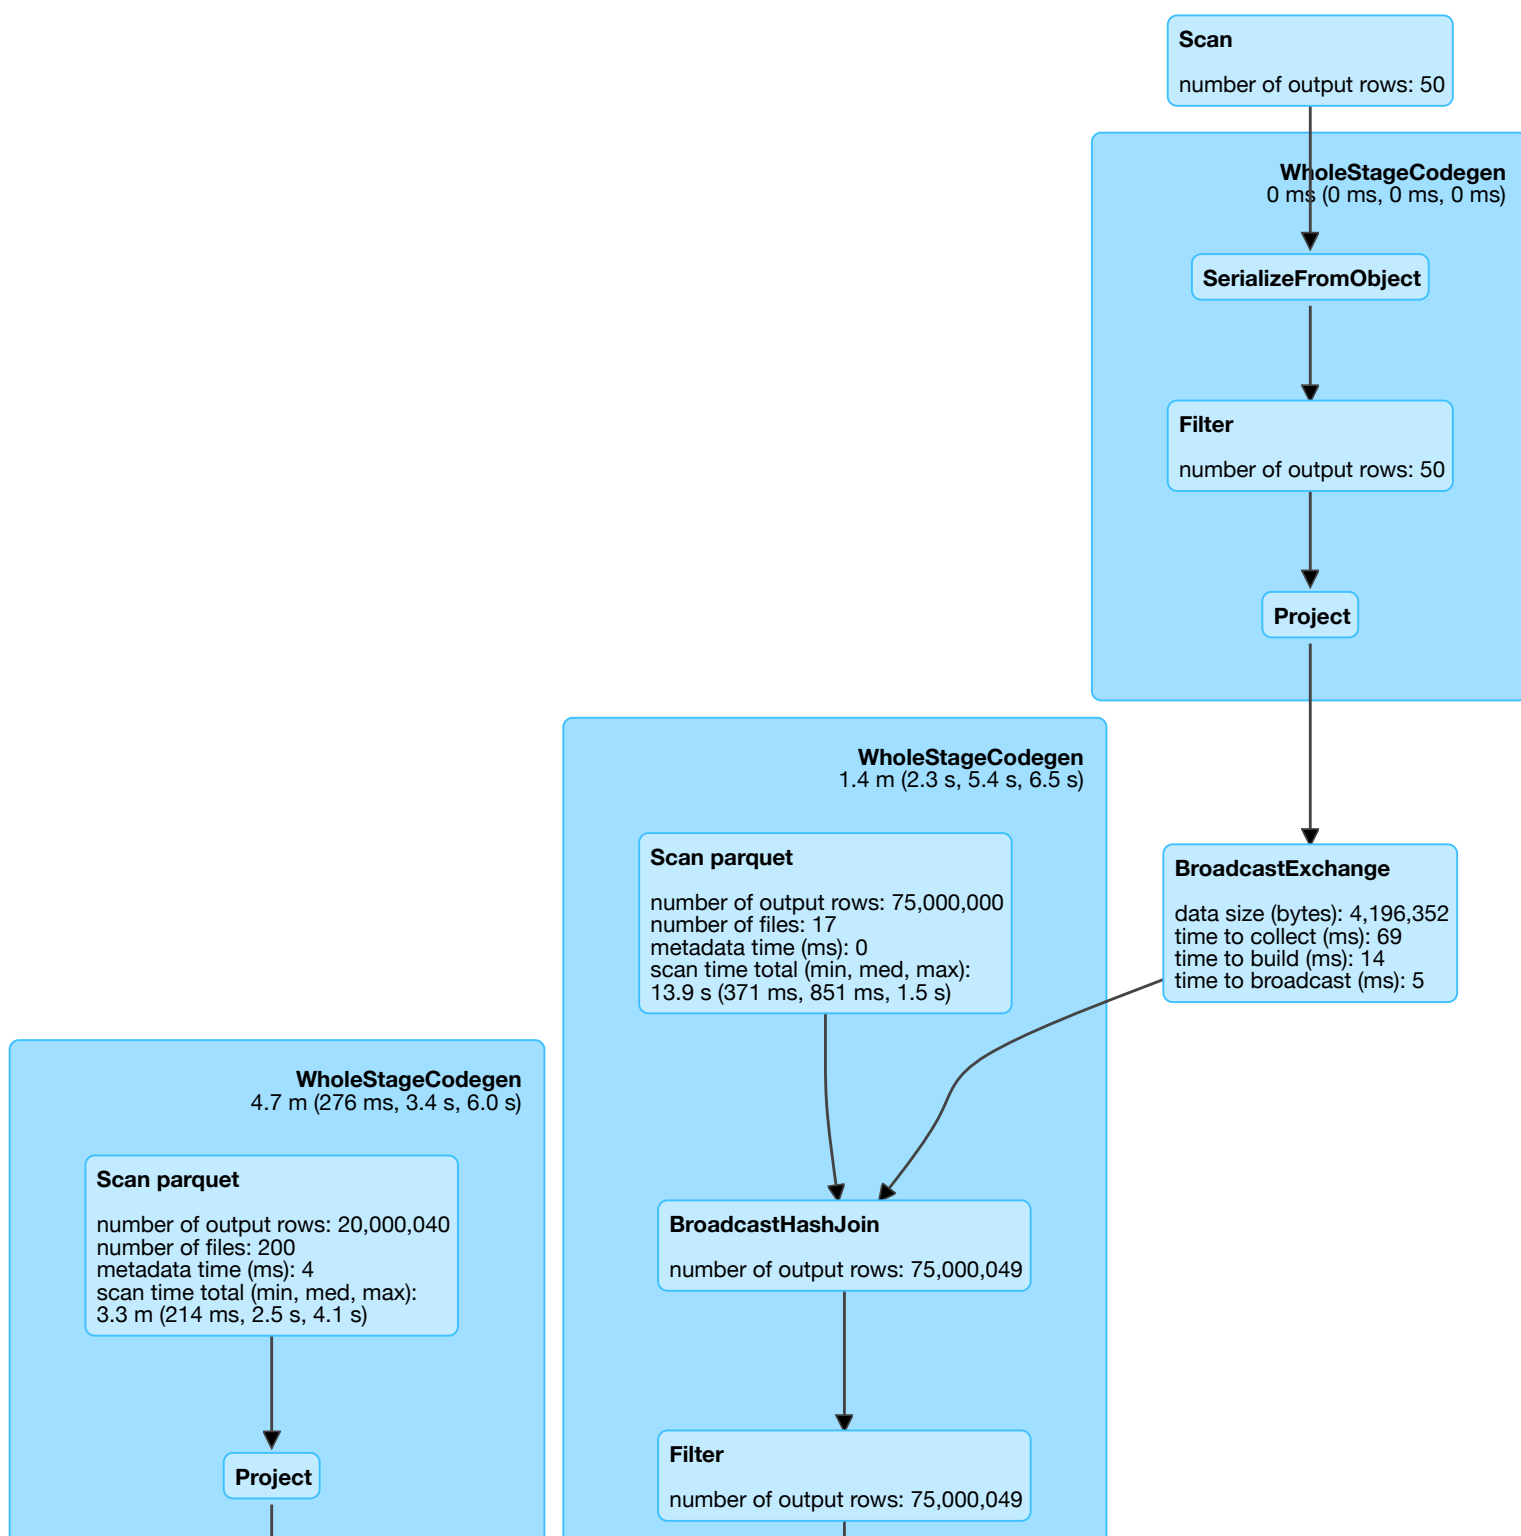 Scan
number of output rows: 50
WholeStageCodegen
0 ms (0 ms, 0 ms, 0 ms)
SerializeFromObject
Filter
number of output rows: 50
Project
WholeStageCodegen
1.4 m (2.3 s, 5.4 s, 6.5 s)
Scan parquet
number of output rows: 75,000,000
number of files: 17
metadata time (ms): 0
scan time total (min, med, max):
13.9 s (371 ms, 851 ms, 1.5 s)
BroadcastExchange
data size (bytes): 4,196,352
time to collect (ms): 69
time to build (ms): 14
time to broadcast (ms): 5
WholeStageCodegen
4.7 m (276 ms, 3.4 s, 6.0 s)
Scan parquet
number of output rows: 20,000,040
number of files: 200
metadata time (ms): 4
scan time total (min, med, max):
3.3 m (214 ms, 2.5 s, 4.1 s)
BroadcastHashJoin
number of output rows: 75,000,049
Project
Filter
number of output rows: 75,000,049